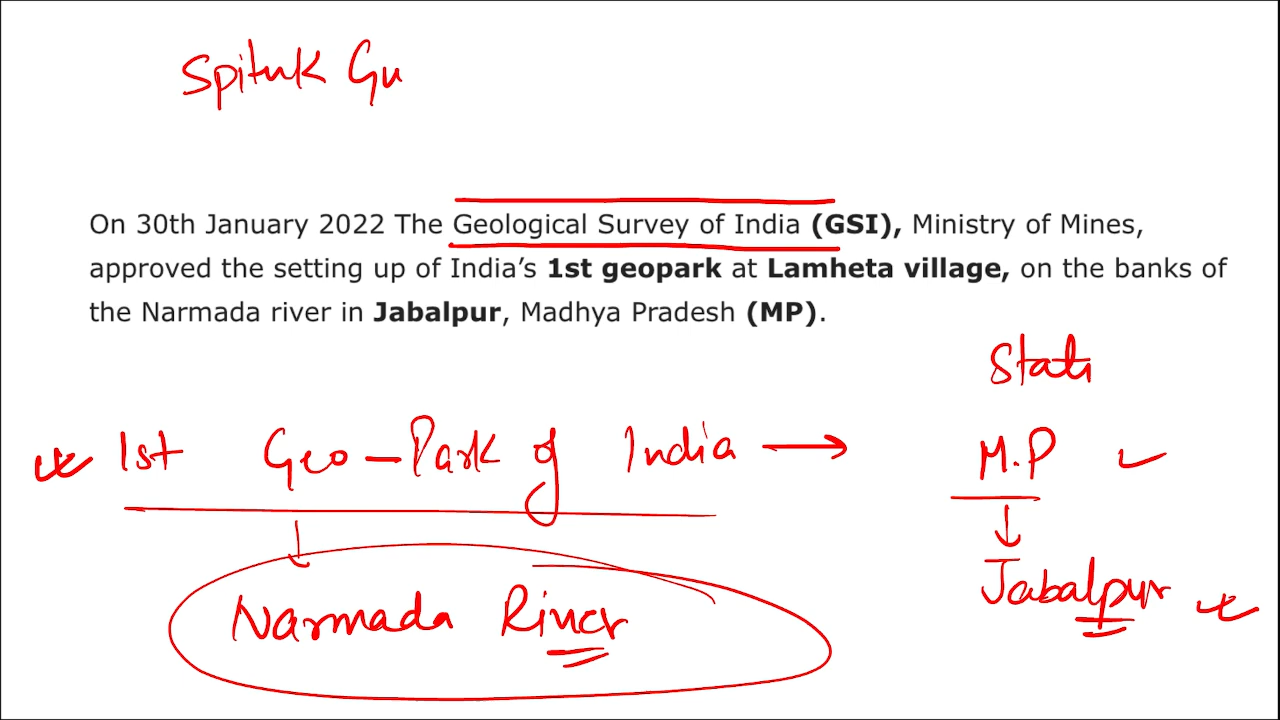 Spituk Gu
On 30th January 2022 The Geological Survey of India (GSI), Ministry of Mines,
approved the setting up of India’s 1st geopark at Lamheta village, on the banks of
the Narmada river in Jabalpur, Madhya Pradesh (MP).
State
1st Geo-Park of India → M.P
Narmada River
Jabalpur